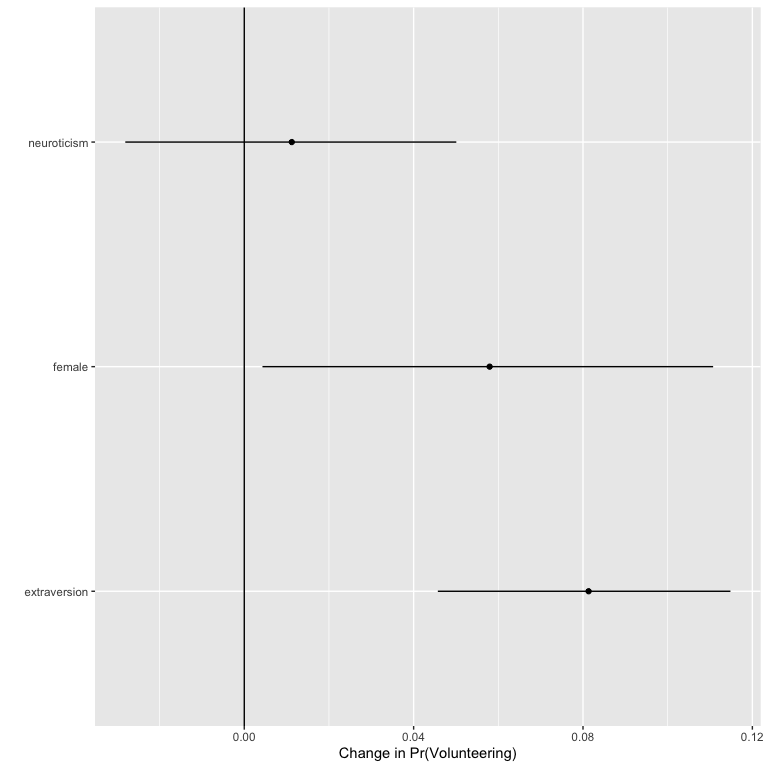 neuroticism
female
extraversion
0.00 0.04 0.08 0.12
Change in Pr(Volunteering)